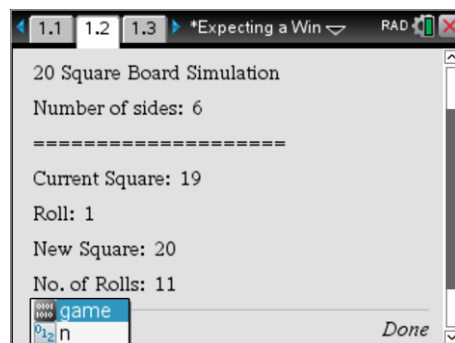 1.1 1.2 1.3 *Expecting a Win RAD
20 Square Board Simulation
Number of sides: 6
=====================
Current Square: 19
Roll: 1
New Square: 20
No. of Rolls: 11
game
n
Done